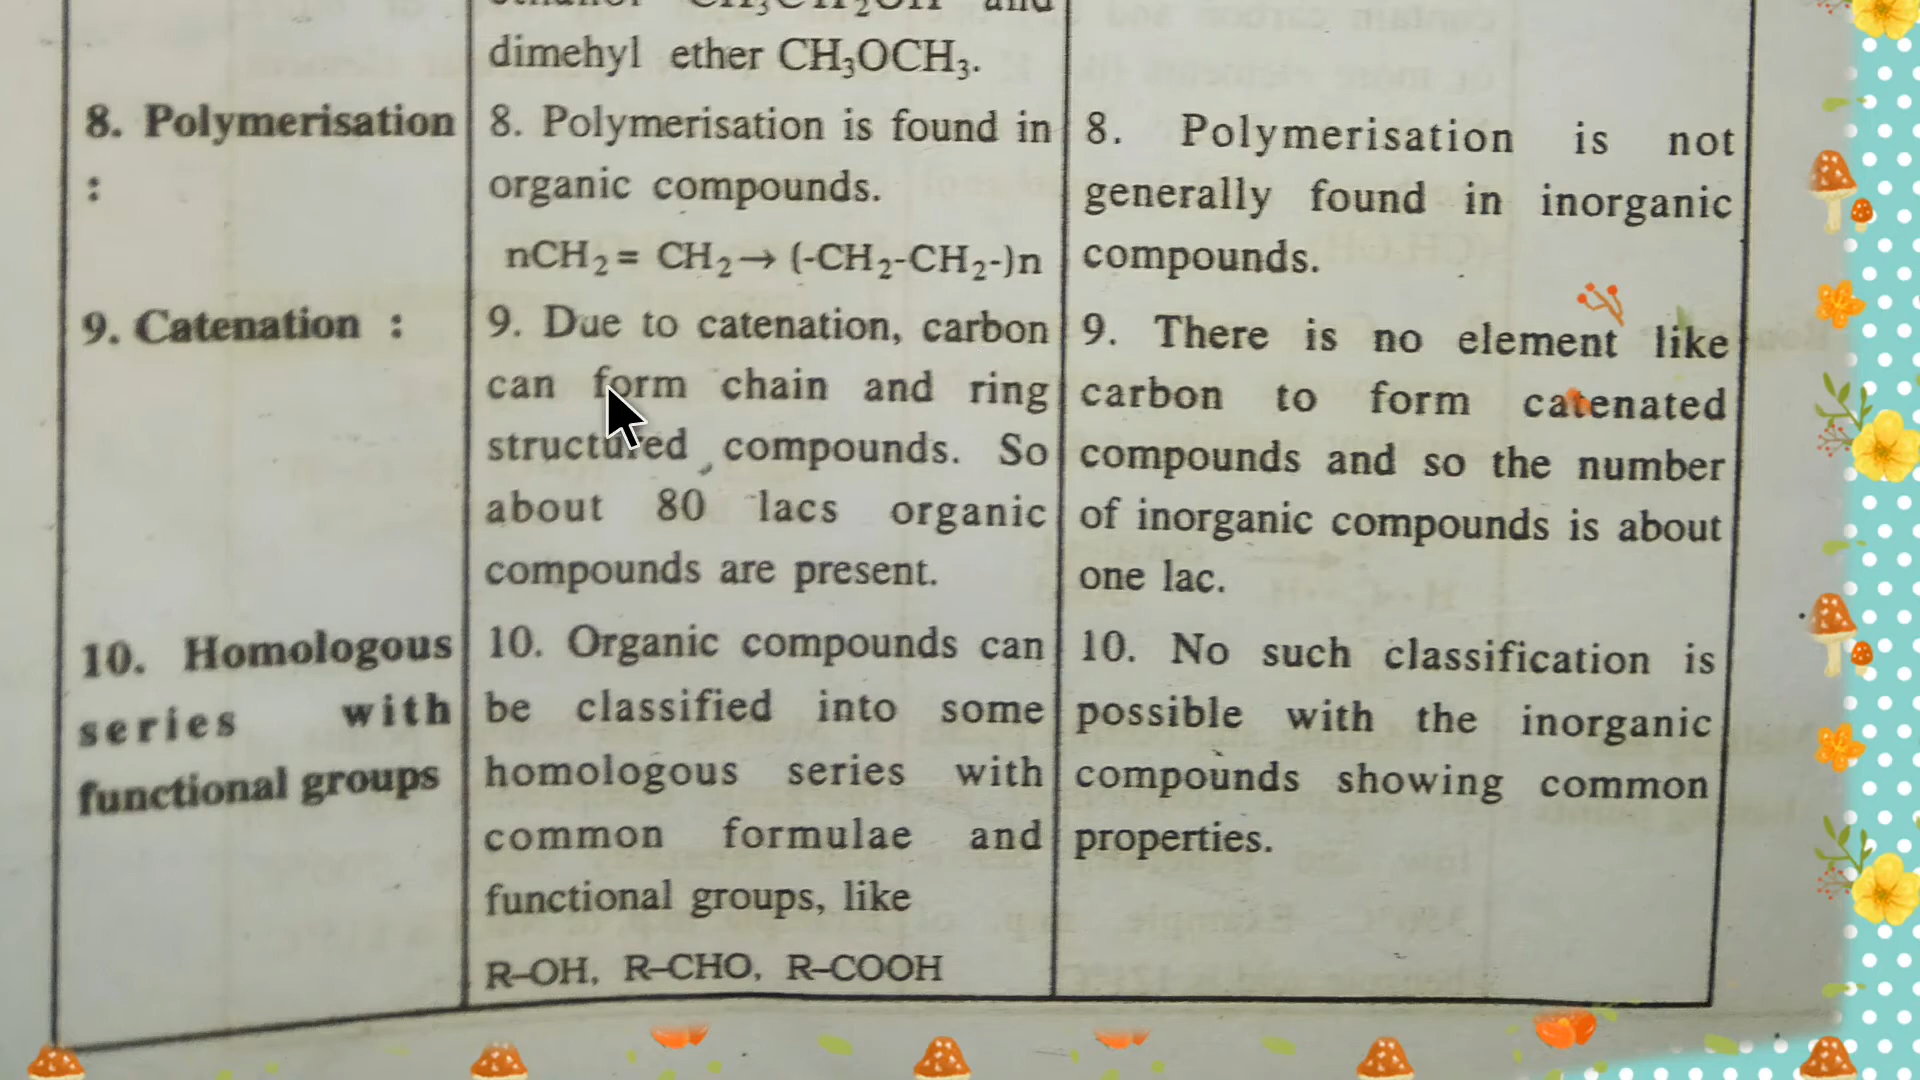 ethanol CH₃CH₂OH and
dimehyl ether CH₃OCH₃.
8. Polymerisation
:
8. Polymerisation is found in
organic compounds.
nCH₂ = CH₂→ (-CH₂-CH₂-)n
8. Polymerisation is not
generally found in inorganic
compounds.
9. Catenation :
9. Due to catenation, carbon
can form chain and ring
structured compounds. So
about 80 lacs organic
compounds are present.
9. There is no element like
carbon to form catenated
compounds and so the number
of inorganic compounds is about
one lac.
10. Homologous
series with
functional groups
10. Organic compounds can
be classified into some
homologous series with
common formulae and
functional groups, like
R–OH, R–CHO, R–COOH
10. No such classification is
possible with the inorganic
compounds showing common
properties.